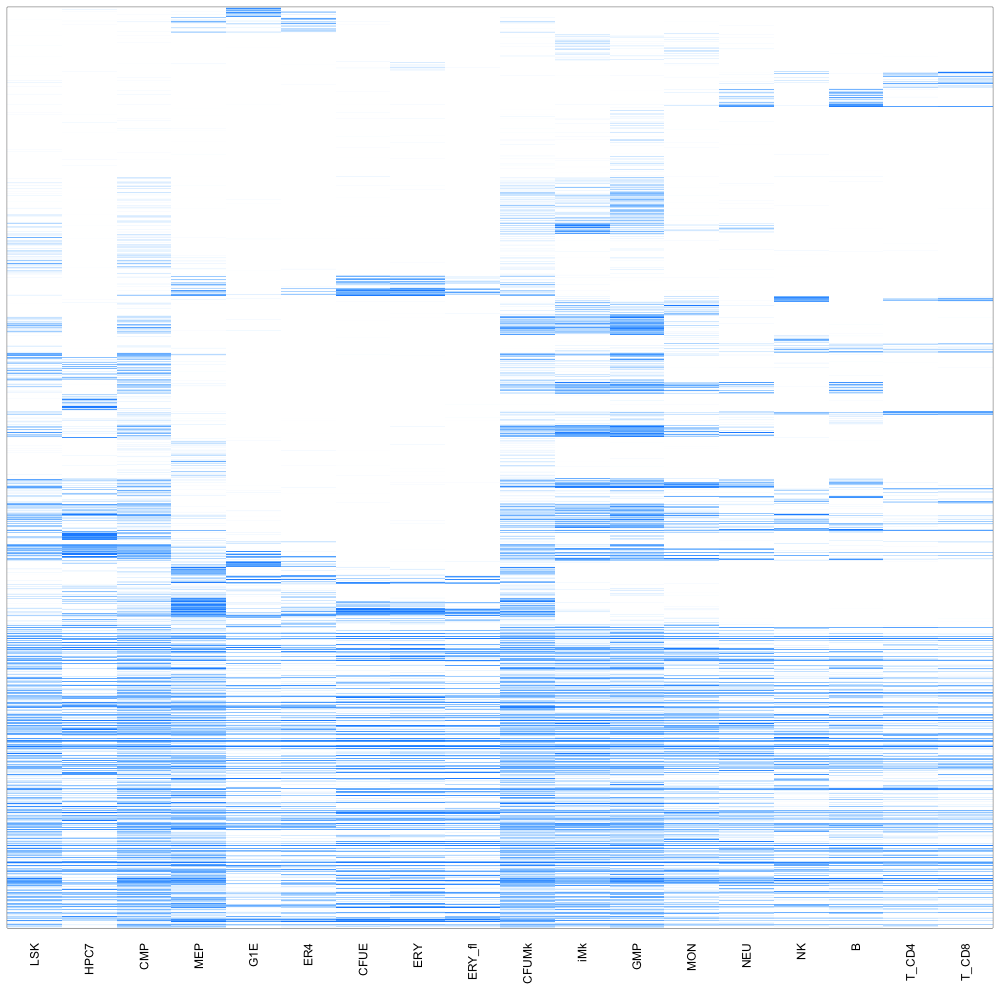 LSK
HPC7
CMP
MEP
G1E
ER4
CFUE
ERY
ERY_fl
CFUMk
iMk
GMP
MON
NEU
NK
B
T_CD4
T_CD8